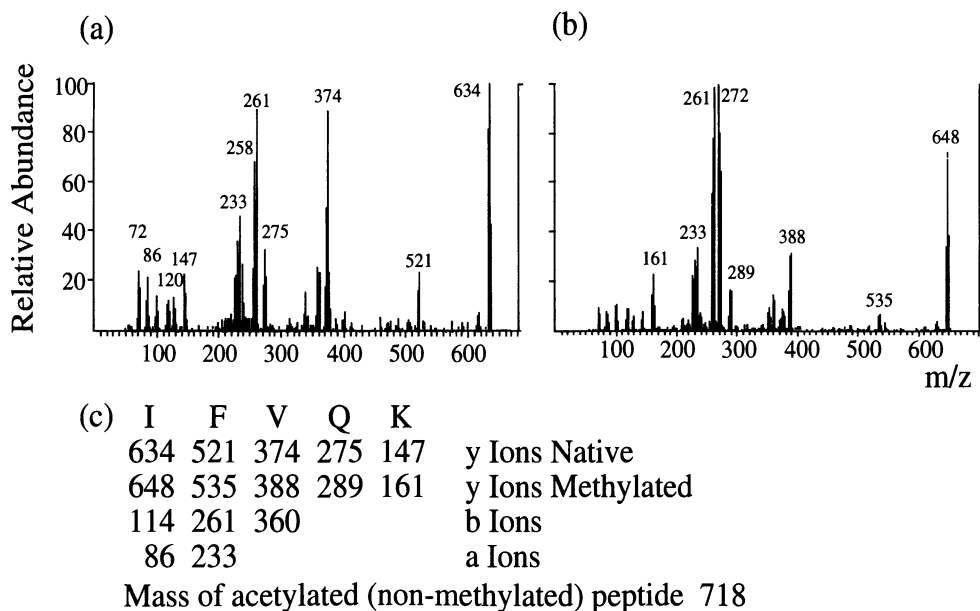 (a)
(b)
Relative Abundance
100
80
60
40
20
72
86
120
147
233
258
261
275
374
521
634
100 200 300 400 500 600
161
233
261
272
289
388
535
648
100 200 300 400 500 600
m/z
(c) I F V Q K
634 521 374 275 147 y Ions Native
648 535 388 289 161 y Ions Methylated
114 261 360 b Ions
86 233 a Ions
Mass of acetylated (non-methylated) peptide 718